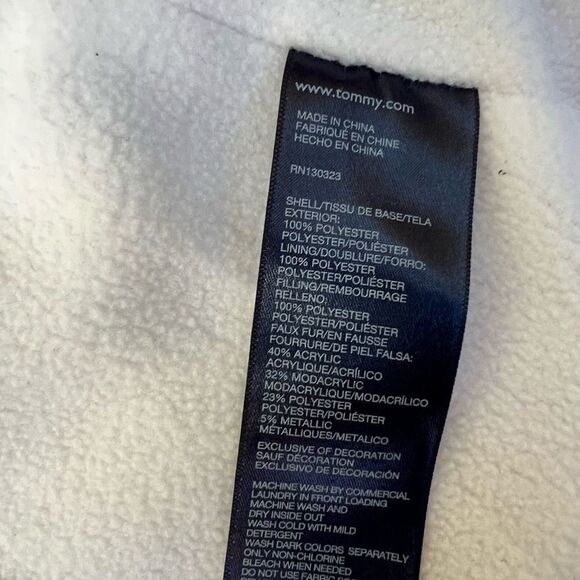 www.tommy.com
MADE IN CHINA
FABRIQUÉ EN CHINE
HECHO EN CHINA
RN130323
SHELL/TISSU DE BASE/TELA
EXTERIOR:
100% POLYESTER
POLYESTER/POLIÉSTER
LINING/DOUBLURE/FORRO:
100% POLYESTER
POLYESTER/POLIÉSTER
FILLING/REMBOURRAGE
RELLENO:
100% POLYESTER
POLYESTER/POLIÉSTER
FAUX FUR/EN FAUSSE
FOURRURE/DE PIEL FALSA:
40% ACRYLIC
ACRYLIQUE/ACRÍLICO
32% MODACRYLIC
MODACRYLIQUE/MODACRÍLICO
23% POLYESTER
POLYESTER/POLIÉSTER
5% METALLIC
MÉTALLIQUES/METALICO
EXCLUSIVE OF DECORATION
SAUF DÉCORATION
EXCLUSIVO DE DECORACIÓN
MACHINE WASH BY COMMERCIAL
LAUNDRY IN FRONT LOADING
MACHINE WASH AND
DRY INSIDE OUT
WASH COLD WITH MILD
DETERGENT
WASH DARK COLORS SEPARATELY
ONLY NON-CHLORINE
BLEACH WHEN NEEDED
DO NOT USE FABRIC